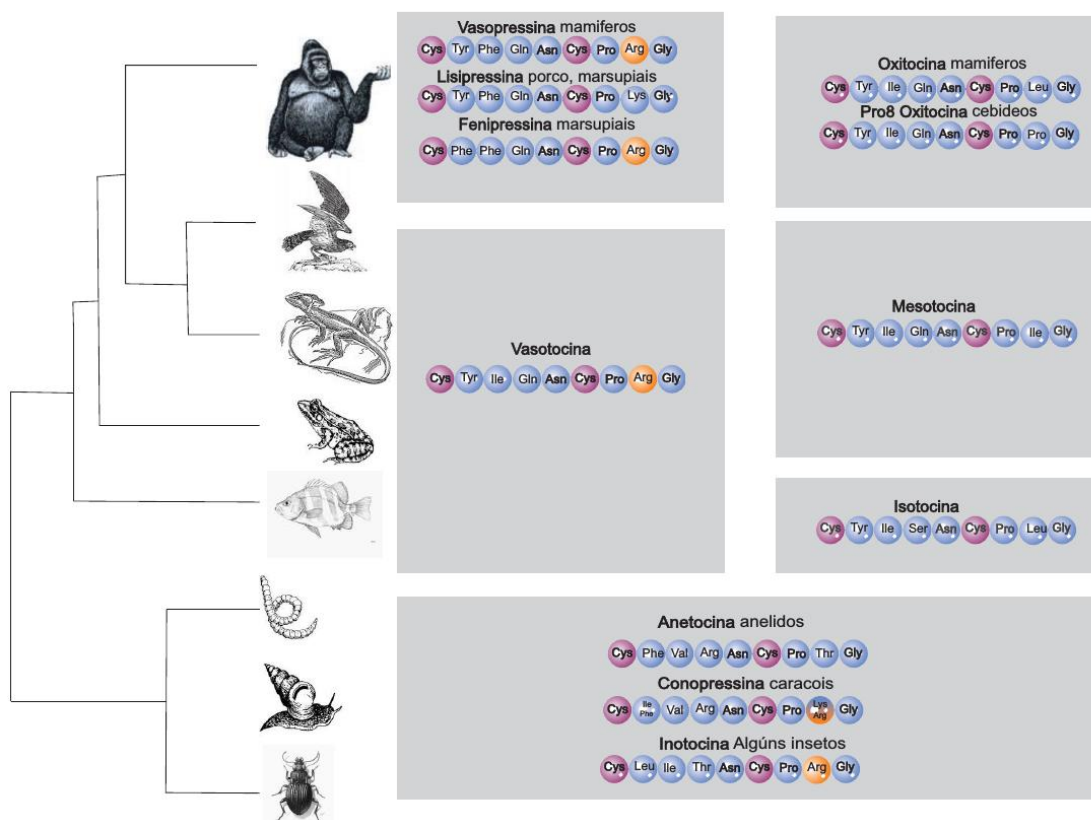 Vasopressina mamiferos
Cys Tyr Phe Gln Asn Cys Pro Arg Gly
Lisipressina porco, marsupiais
Cys Tyr Phe Gln Asn Cys Pro Lys Gly
Fenipressina marsupiais
Cys Phe Phe Gln Asn Cys Pro Arg Gly
Oxitocina mamiferos
Cys Tyr Ile Gln Asn Cys Pro Leu Gly
Pro8 Oxitocina cebideos
Cys Tyr Ile Gln Asn Cys Pro Pro Gly
Vasotocina
Cys Tyr Ile Gln Asn Cys Pro Arg Gly
Mesotocina
Cys Tyr Ile Gln Asn Cys Pro Ile Gly
Isotocina
Cys Tyr Ile Ser Asn Cys Pro Leu Gly
Anetocina anelidos
Cys Phe Val Arg Asn Cys Pro Thr Gly
Conopressina caracois
Cys Ile Phe Val Arg Asn Cys Pro Lys Arg Gly
Inotocina Algúns insetos
Cys Leu Ile Thr Asn Cys Pro Arg Gly